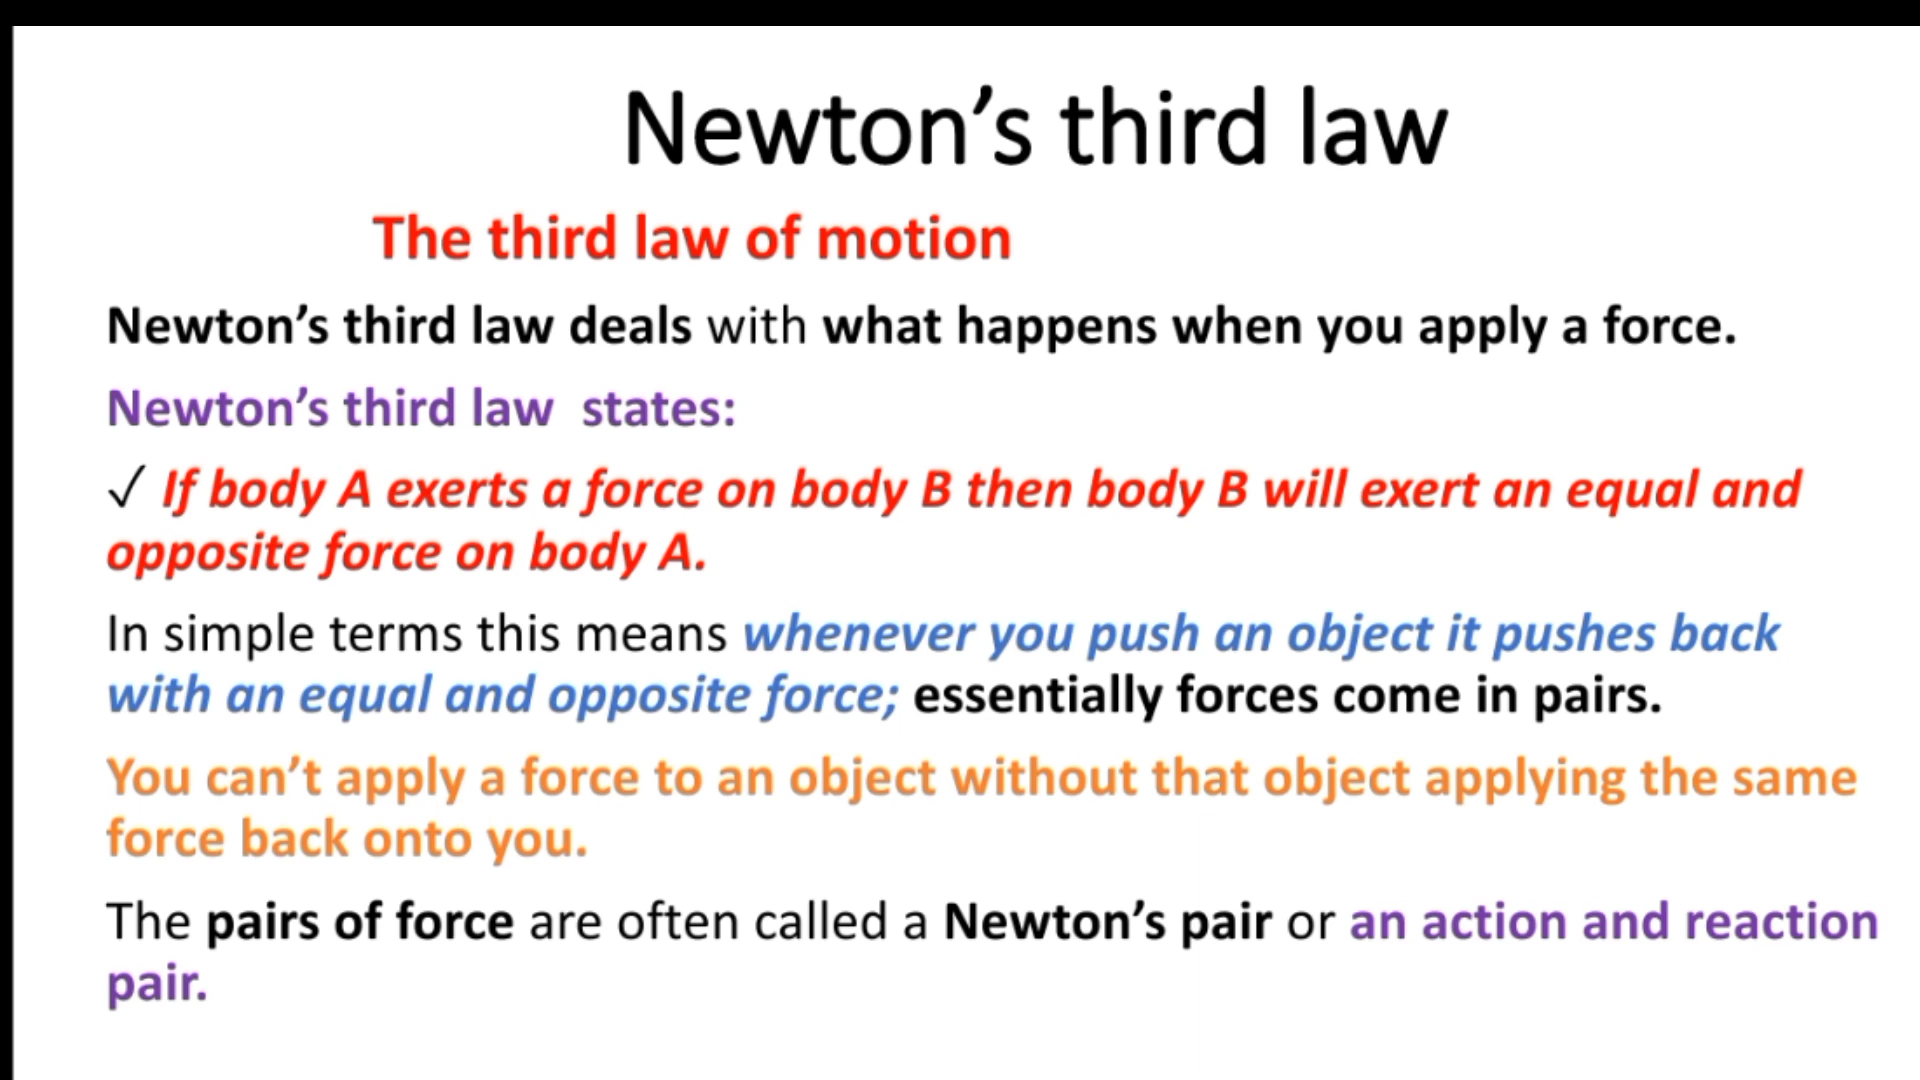 Newton’s third law
The third law of motion
Newton’s third law deals with what happens when you apply a force.
Newton’s third law  states:
✓ If body A exerts a force on body B then body B will exert an equal and
opposite force on body A.
In simple terms this means whenever you push an object it pushes back
with an equal and opposite force; essentially forces come in pairs.
You can’t apply a force to an object without that object applying the same
force back onto you.
The pairs of force are often called a Newton’s pair or an action and reaction
pair.